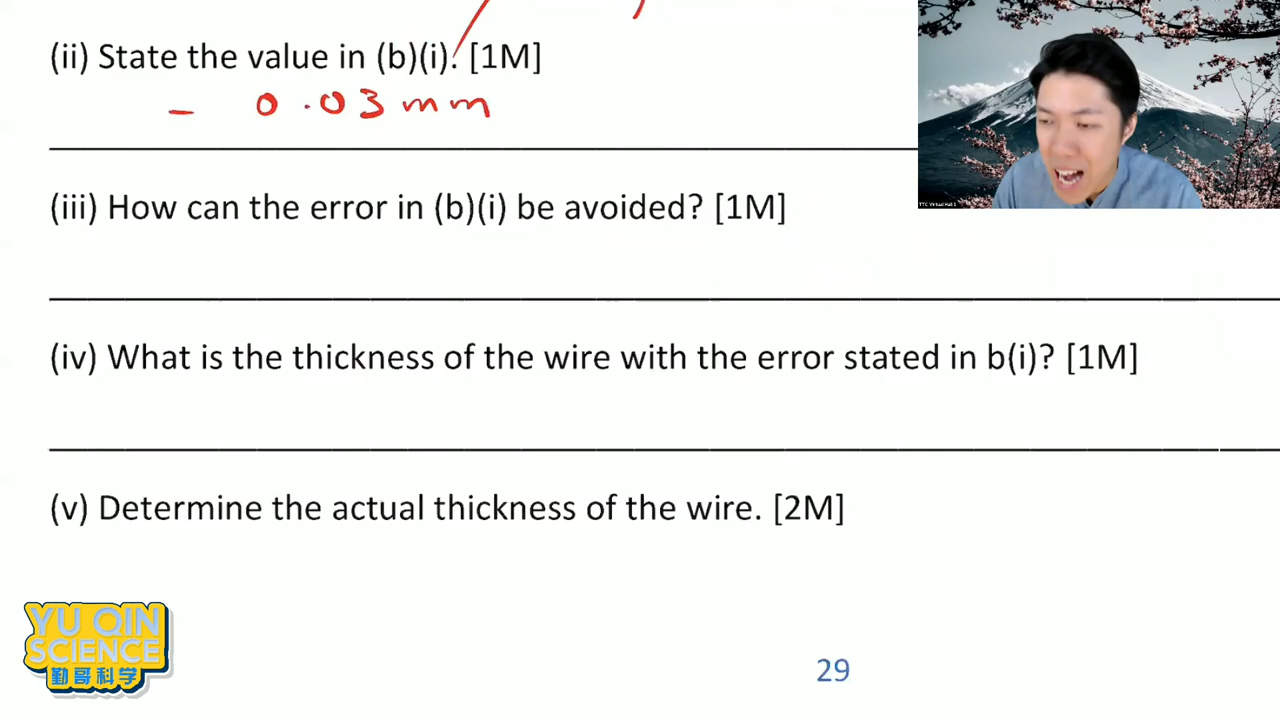 (ii) State the value in (b)(i). [1M]
- 0.03 mm
(iii) How can the error in (b)(i) be avoided? [1M]
(iv) What is the thickness of the wire with the error stated in b(i)? [1M]
(v) Determine the actual thickness of the wire. [2M]
YU QIN
SCIENCE
勤哥科学
29